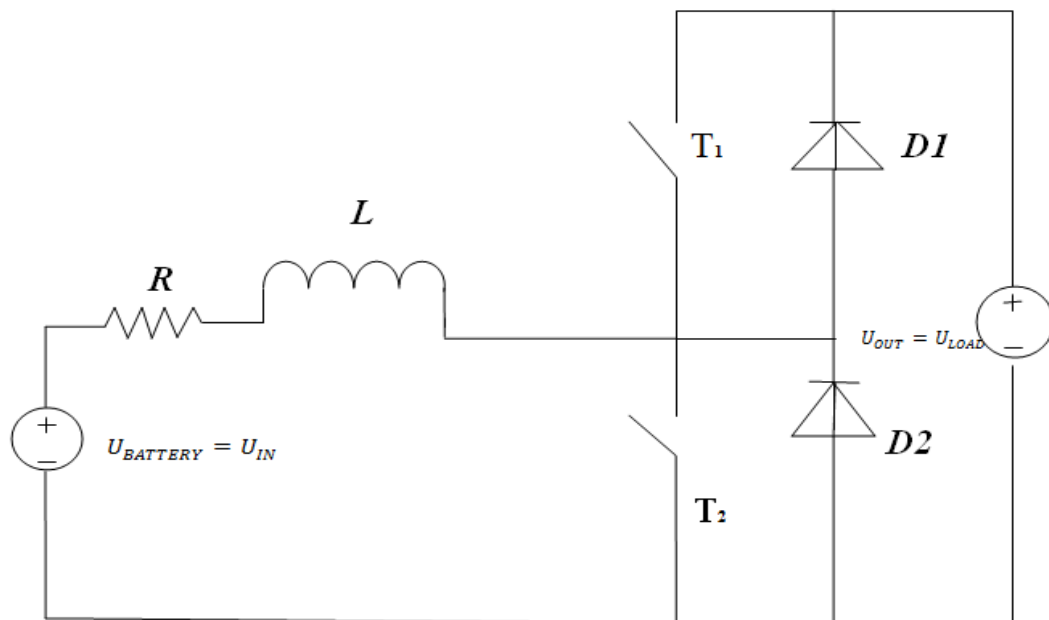 T₁
D1
L
R
+
−
U_OUT = U_LOAD
+
−
U_BATTERY = U_IN
D2
T₂